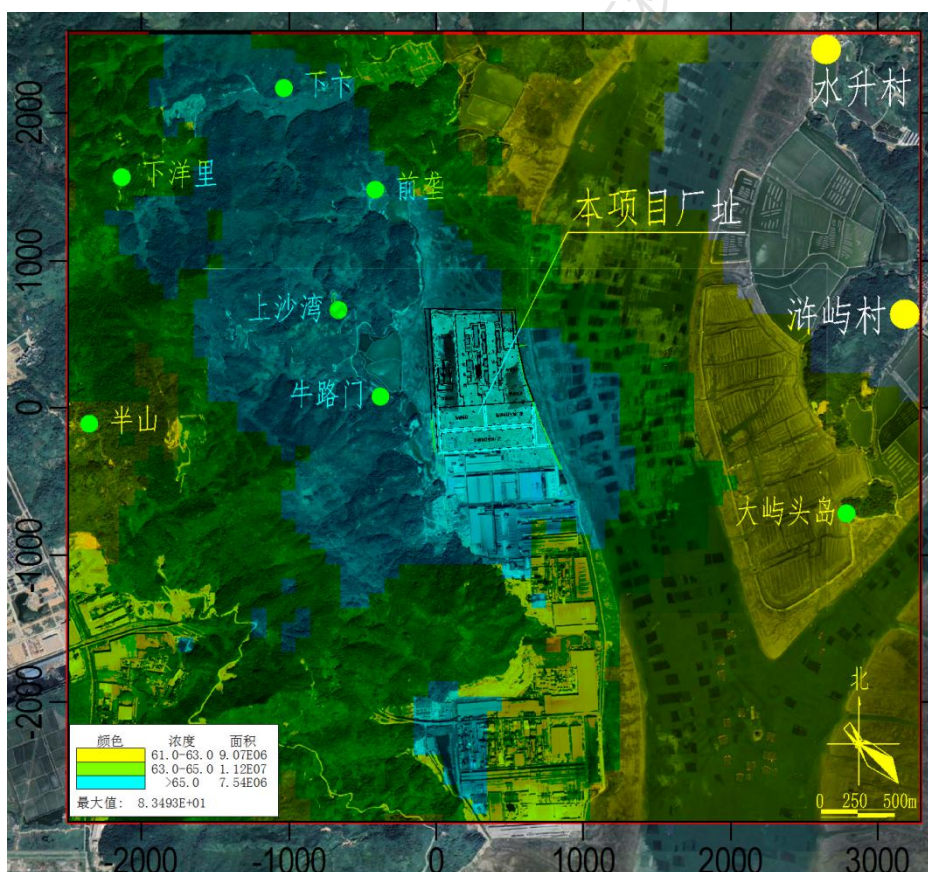 下卡
水升村
下洋里
前垄
本项目厂址
上沙湾
浒屿村
牛路门
半山
大屿头岛
北
颜色 浓度 面积
61.0-63.0 9.07E06
63.0-65.0 1.12E07
>65.0 7.54E06
最大值: 8.3493E+01
0 250 500m
2000
1000
0
-1000
-2000
-2000 -1000 0 1000 2000 3000